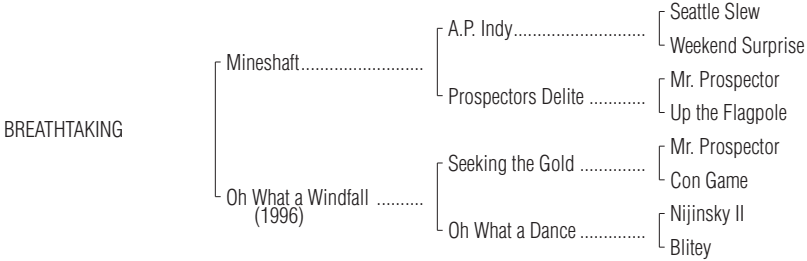 Seattle Slew
A.P. Indy............................
Weekend Surprise
Mineshaft..........................
Mr. Prospector
Prospectors Delite ............
Up the Flagpole
BREATHTAKING
Mr. Prospector
Seeking the Gold ..............
Con Game
Oh What a Windfall ..........
(1996)
Nijinsky II
Oh What a Dance ..............
Blitey